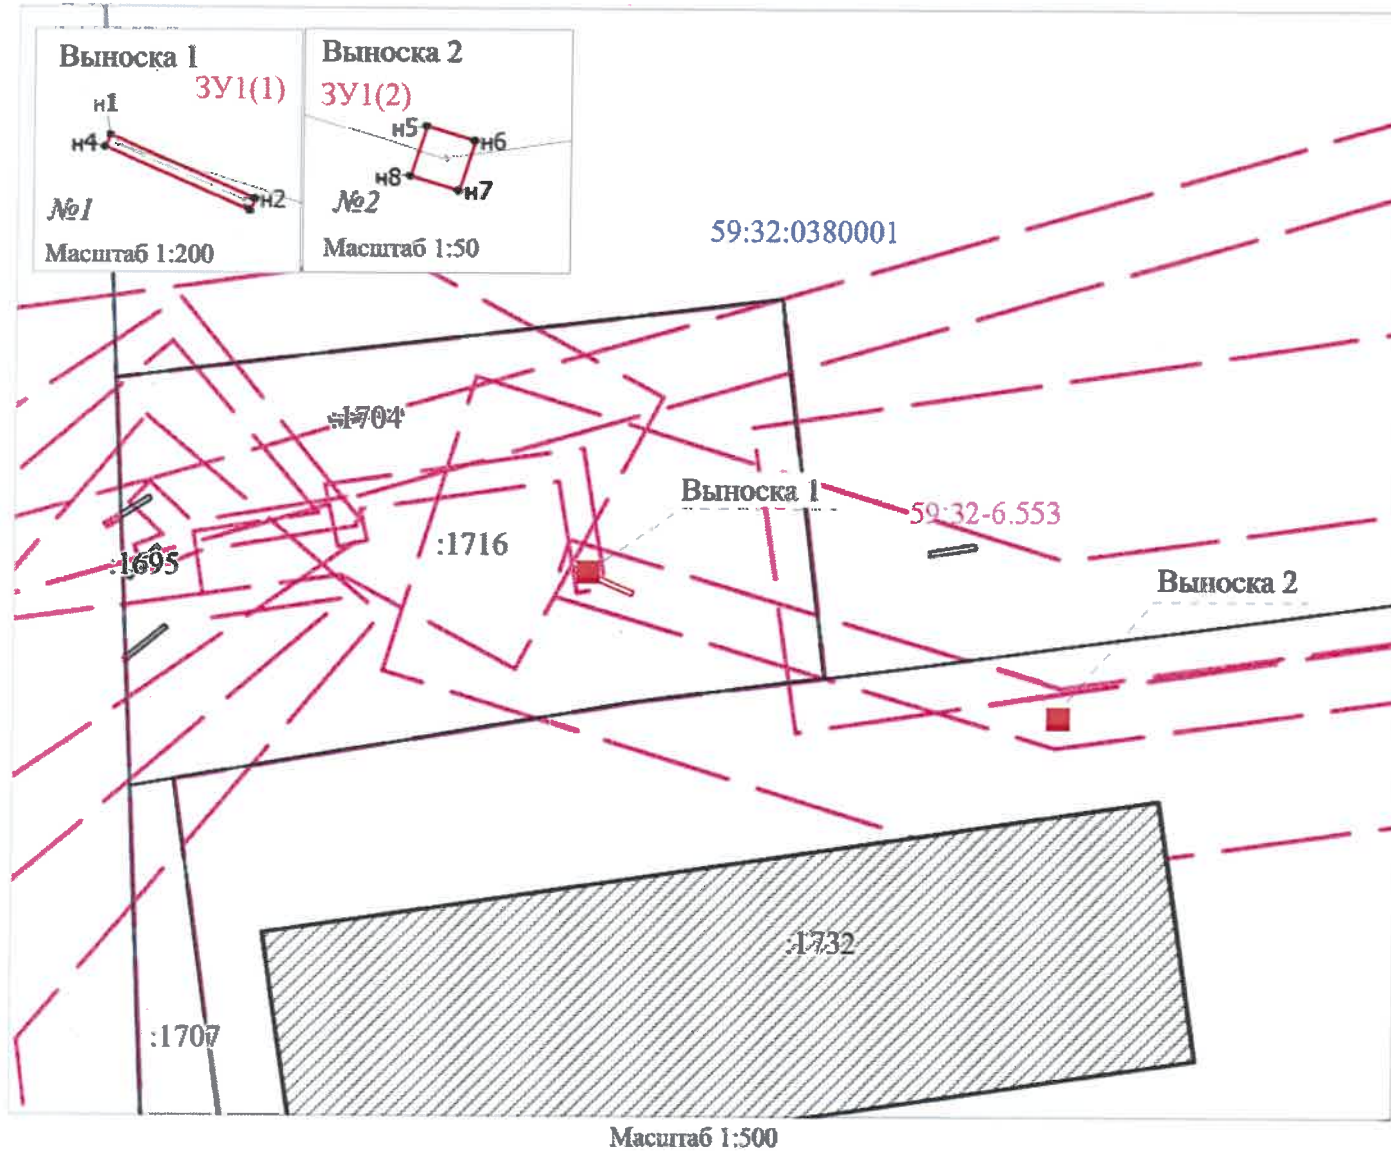 Выноска 1
ЗУ1(1)
н1
н4
н2
№1
Масштаб 1:200
Выноска 2
ЗУ1(2)
н5
н6
н8
н7
№2
Масштаб 1:50
59:32:0380001
:1704
Выноска 1
59:32-6.553
:1716
:1695
Выноска 2
:1732
:1707
Масштаб 1:500